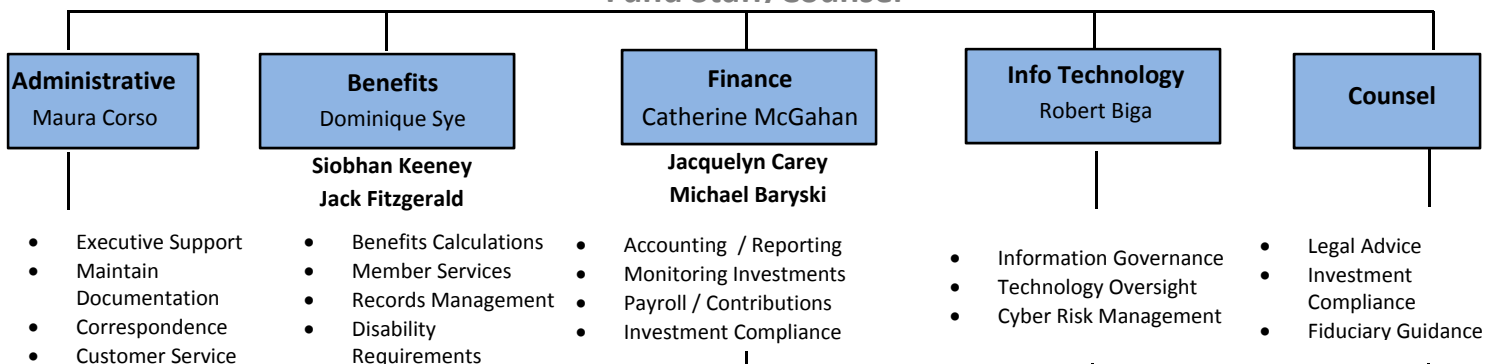 Fund Staff/Counsel
Administrative
Maura Corso
Benefits
Dominique Sye
Siobhan Keeney
Jack Fitzgerald
Finance
Catherine McGahan
Jacquelyn Carey
Michael Baryski
Info Technology
Robert Biga
Counsel
• Executive Support
• Maintain
Documentation
• Correspondence
• Customer Service
• Benefits Calculations
• Member Services
• Records Management
• Disability
Requirements
• Accounting / Reporting
• Monitoring Investments
• Payroll / Contributions
• Investment Compliance
• Information Governance
• Technology Oversight
• Cyber Risk Management
• Legal Advice
• Investment
Compliance
• Fiduciary Guidance